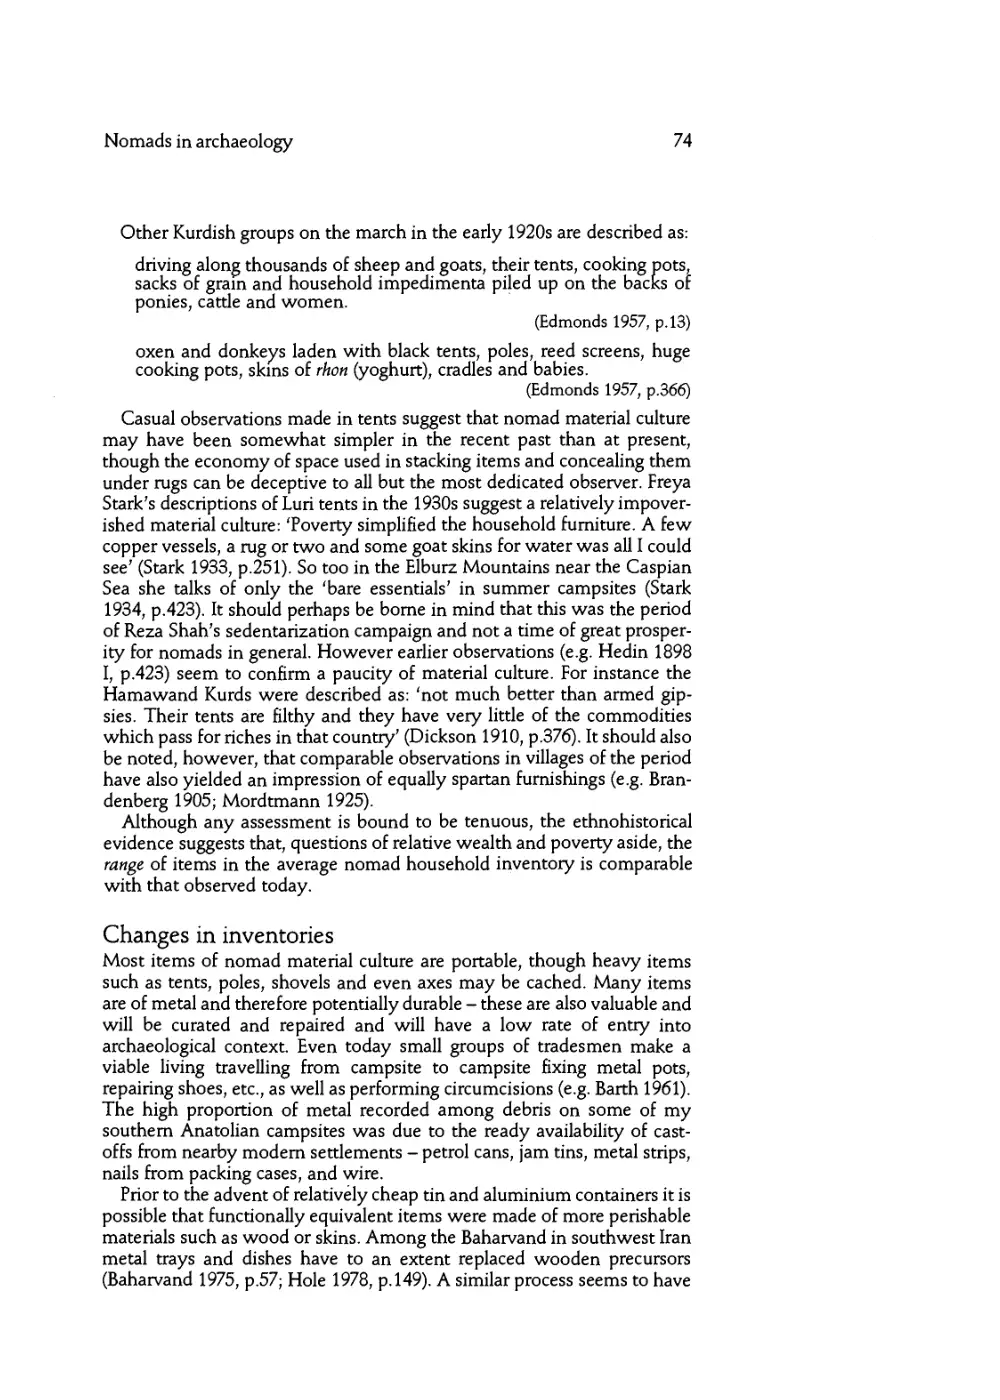 Nomads in archaeology 74
Other Kurdish groups on the march in the early 1920s are described as:
driving along thousands of sheep and goats, their tents, cooking pots,
sacks of grain and household impedimenta piled up on the backs of
ponies, cattle and women.
(Edmonds 1957, p.13)
oxen and donkeys laden with black tents, poles, reed screens, huge
cooking pots, skins of rhon (yoghurt), cradles and babies.
(Edmonds 1957, p.366)
Casual observations made in tents suggest that nomad material culture
may have been somewhat simpler in the recent past than at present,
though the economy of space used in stacking items and concealing them
under rugs can be deceptive to all but the most dedicated observer. Freya
Stark's descriptions of Luri tents in the 1930s suggest a relatively impover-
ished material culture: 'Poverty simplified the household furniture. A few
copper vessels, a rug or two and some goat skins for water was all I could
see' (Stark 1933, p.251). So too in the Elburz Mountains near the Caspian
Sea she talks of only the 'bare essentials' in summer campsites (Stark
1934, p.423). It should perhaps be borne in mind that this was the period
of Reza Shah's sedentarization campaign and not a time of great prosper-
ity for nomads in general. However earlier observations (e.g. Hedin 1898
I, p.423) seem to confirm a paucity of material culture. For instance the
Hamawand Kurds were described as: 'not much better than armed gip-
sies. Their tents are filthy and they have very little of the commodities
which pass for riches in that country' (Dickson 1910, p.376). It should also
be noted, however, that comparable observations in villages of the period
have also yielded an impression of equally spartan furnishings (e.g. Bran-
denberg 1905; Mordtmann 1925).
Although any assessment is bound to be tenuous, the ethnohistorical
evidence suggests that, questions of relative wealth and poverty aside, the
range of items in the average nomad household inventory is comparable
with that observed today.
Changes in inventories
Most items of nomad material culture are portable, though heavy items
such as tents, poles, shovels and even axes may be cached. Many items
are of metal and therefore potentially durable – these are also valuable and
will be curated and repaired and will have a low rate of entry into
archaeological context. Even today small groups of tradesmen make a
viable living travelling from campsite to campsite fixing metal pots,
repairing shoes, etc., as well as performing circumcisions (e.g. Barth 1961).
The high proportion of metal recorded among debris on some of my
southern Anatolian campsites was due to the ready availability of cast-
offs from nearby modern settlements – petrol cans, jam tins, metal strips,
nails from packing cases, and wire.
Prior to the advent of relatively cheap tin and aluminium containers it is
possible that functionally equivalent items were made of more perishable
materials such as wood or skins. Among the Baharvand in southwest Iran
metal trays and dishes have to an extent replaced wooden precursors
(Baharvand 1975, p.57; Hole 1978, p.149). A similar process seems to have